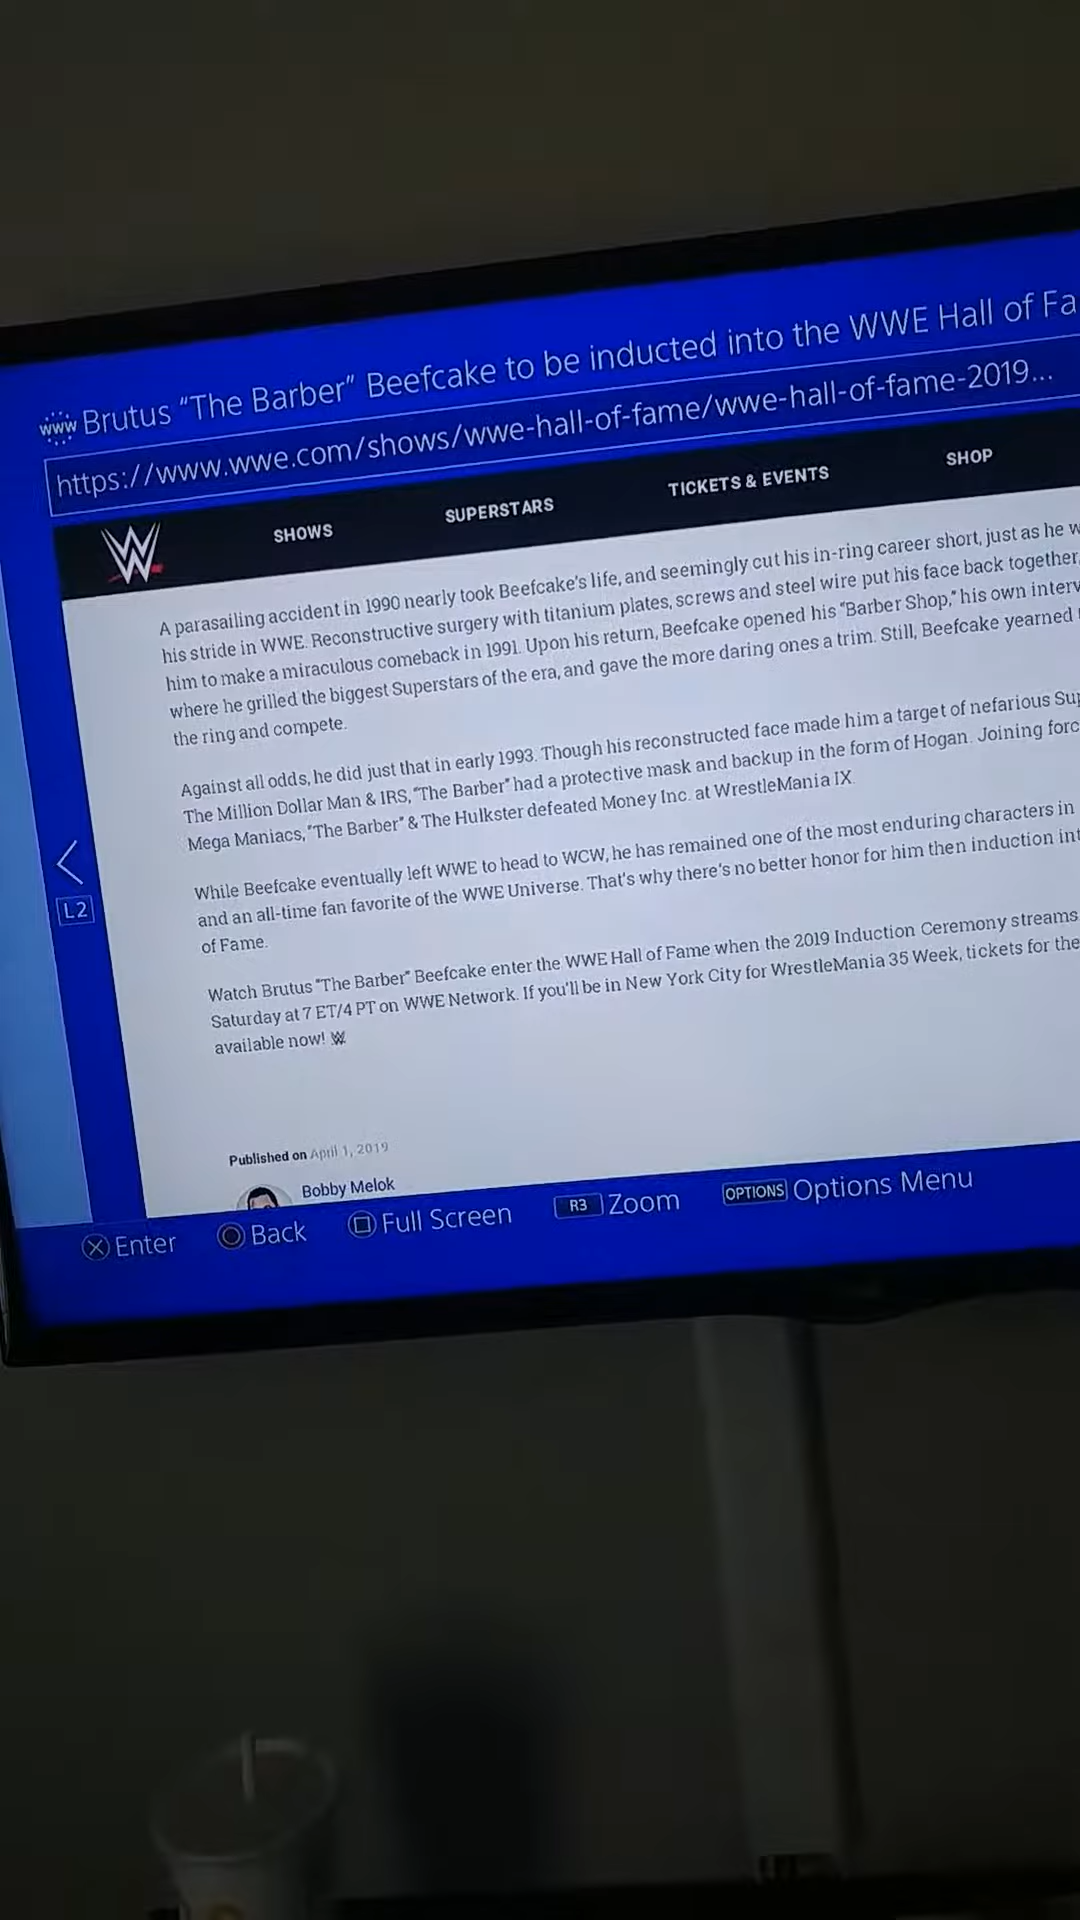 www Brutus “The Barber” Beefcake to be inducted into the WWE Hall of Fa
https://www.wwe.com/shows/wwe-hall-of-fame/wwe-hall-of-fame-2019...
SHOWS SUPERSTARS TICKETS & EVENTS SHOP
A parasailing accident in 1990 nearly took Beefcake's life, and seemingly cut his in-ring career short, just as he w
his stride in WWE. Reconstructive surgery with titanium plates, screws and steel wire put his face back together,
him to make a miraculous comeback in 1991. Upon his return, Beefcake opened his "Barber Shop," his own interv
where he grilled the biggest Superstars of the era, and gave the more daring ones a trim. Still, Beefcake yearned
the ring and compete.
Against all odds, he did just that in early 1993. Though his reconstructed face made him a target of nefarious Sup
The Million Dollar Man & IRS, "The Barber" had a protective mask and backup in the form of Hogan. Joining forc
Mega Maniacs, "The Barber" & The Hulkster defeated Money Inc. at WrestleMania IX.
While Beefcake eventually left WWE to head to WCW, he has remained one of the most enduring characters in
and an all-time fan favorite of the WWE Universe. That's why there's no better honor for him then induction int
of Fame.
Watch Brutus "The Barber" Beefcake enter the WWE Hall of Fame when the 2019 Induction Ceremony streams
Saturday at 7 ET/4 PT on WWE Network. If you'll be in New York City for WrestleMania 35 Week, tickets for the
available now!
L2
Published on April 1, 2019
Bobby Melok
Enter Back Full Screen R3 Zoom OPTIONS Options Menu